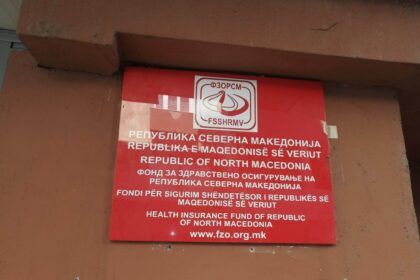 ФЗОРСМ
FSSHRMV
РЕПУБЛИКА СЕВЕРНА МАКЕДОНИЈА
REPUBLIKA E MAQEDONISË SË VERIUT
REPUBLIC OF NORTH MACEDONIA
ФОНД ЗА ЗДРАВСТВЕНО ОСИГУРУВАЊЕ НА
РЕПУБЛИКА СЕВЕРНА МАКЕДОНИЈА
FONDI PËR SIGURIM SHËNDETËSOR I REPUBLIKËS SË
MAQEDONISË SË VERIUT
HEALTH INSURANCE FUND OF REPUBLIC
OF NORTH MACEDONIA
www.fzo.org.mk